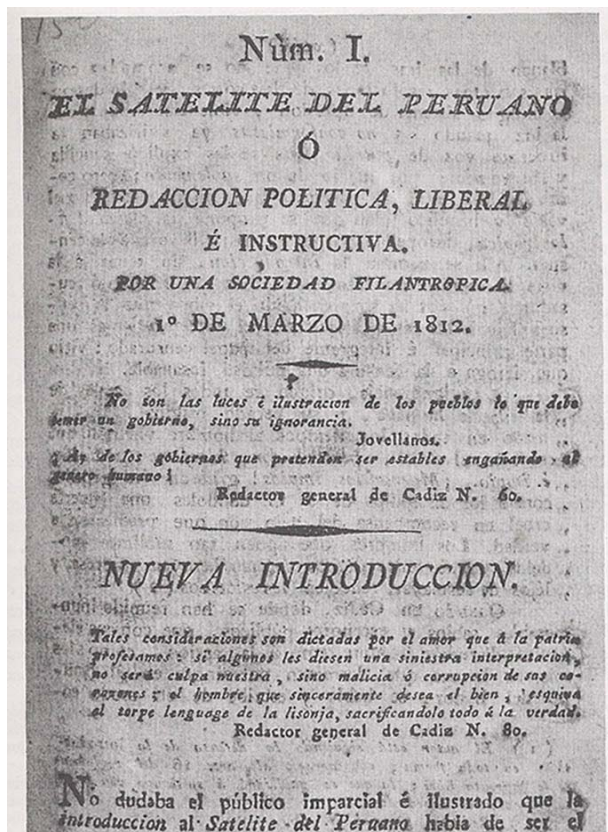 Núm. I.
EL SATELITE DEL PERUANO
Ó
REDACCION POLITICA, LIBERAL
É INSTRUCTIVA.
POR UNA SOCIEDAD FILANTROPICA.
1º DE MARZO DE 1812.
No son las luces é ilustracion de los pueblos lo que debe
temer un gobierno, sino su ignorancia.
Jovellanos.
¡ Ay de los gobiernos que pretenden ser estables engañando al
género humano!
Redactor general de Cadiz N. 60.
NUEVA INTRODUCCION.
Tales consideraciones son dictadas por el amor que á la patria
profesamos: si algunos les diesen una siniestra interpretacion,
no será culpa nuestra, sino malicia ó corrupcion de sus co-
razones; el hombre, que sinceramente desea el bien, esquiva
el torpe lenguage de la lisonja, sacrificandolo todo á la verdad.
Redactor general de Cadiz N. 80.
No dudaba el público imparcial é ilustrado que la
introduccion al Satelite del Peruano habia de ser el